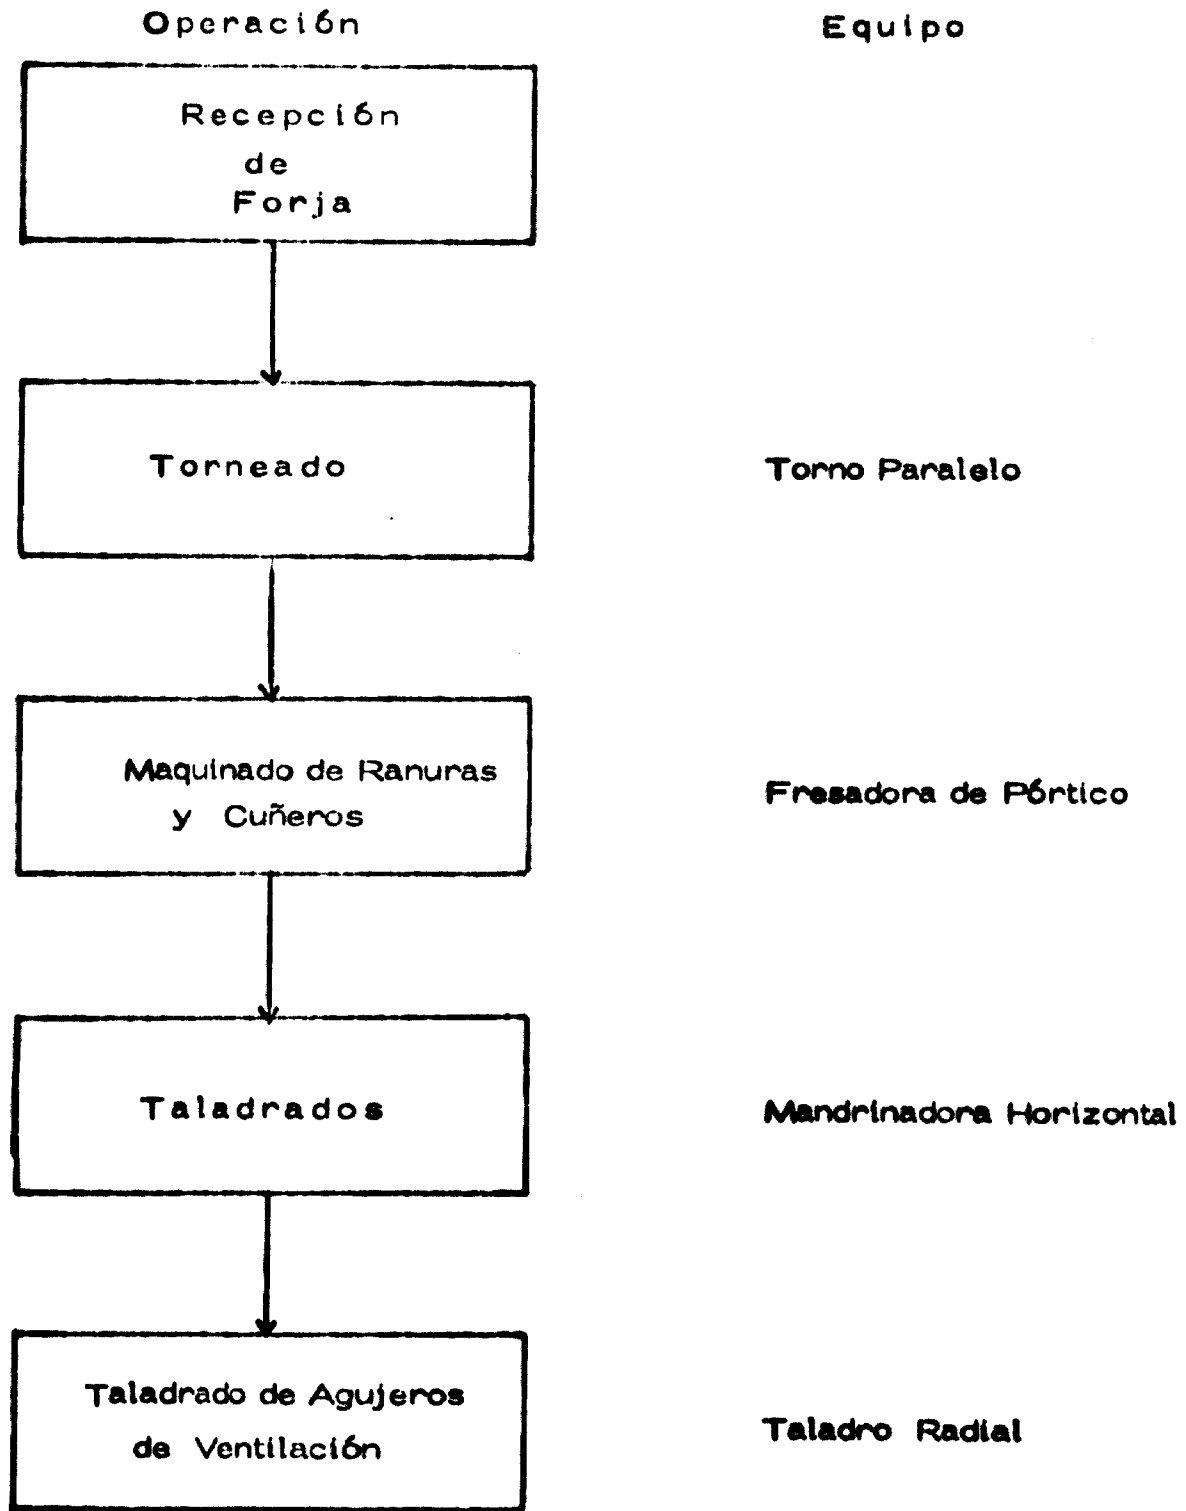 Operación
Equipo
Recepción
de
Forja
Torneado
Torno Paralelo
Maquinado de Ranuras
y Cuñeros
Fresadora de Pórtico
Taladrados
Mandrinadora Horizontal
Taladrado de Agujeros
de Ventilación
Taladro Radial